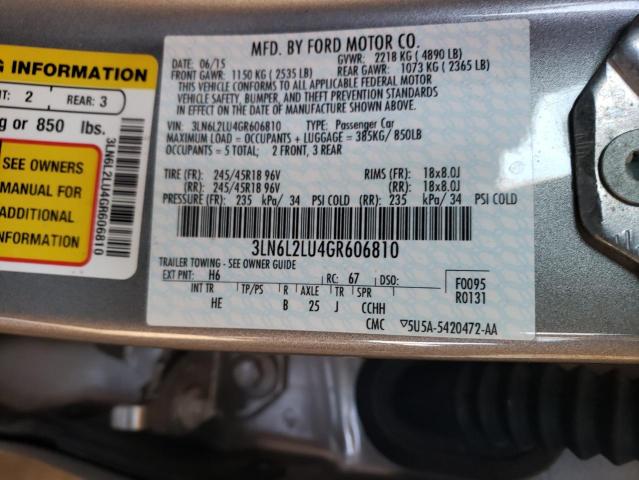 MFD. BY FORD MOTOR CO.
DATE: 06/15 GVWR: 2218 KG ( 4890 LB)
FRONT GAWR: 1150 KG ( 2535 LB) REAR GAWR: 1073 KG ( 2365 LB)
THIS VEHICLE CONFORMS TO ALL APPLICABLE FEDERAL MOTOR
VEHICLE SAFETY, BUMPER, AND THEFT PREVENTION STANDARDS
IN EFFECT ON THE DATE OF MANUFACTURE SHOWN ABOVE.
VIN: 3LN6L2LU4GR606810 TYPE: Passenger Car
MAXIMUM LOAD = OCCUPANTS + LUGGAGE = 385KG/ 850LB
OCCUPANTS = 5 TOTAL; 2 FRONT, 3 REAR
TIRE (FR): 245/45R18 96V RIMS (FR): 18x8.0J
(RR): 245/45R18 96V (RR): 18x8.0J
PRESSURE (FR): 235 kPa/ 34 PSI COLD (RR): 235 kPa/ 34 PSI COLD
3LN6L2LU4GR606810
TRAILER TOWING - SEE OWNER GUIDE
EXT PNT: H6 RC: 67 DSO:
INT TR TP/PS R AXLE TR SPR
HE B 25 J CCHH
F0095
R0131
CMC ▽5U5A-5420472-AA
G INFORMATION
NT: 2 REAR: 3
g or 850 lbs.
SEE OWNERS
MANUAL FOR
ADDITIONAL
INFORMATION
3LN6L2LU4GR606810